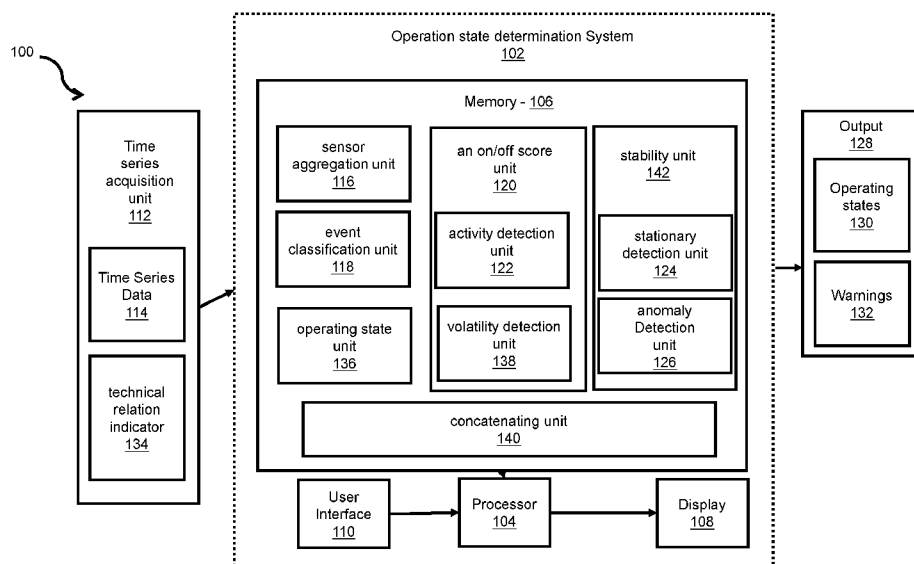 100
Operation state determination System
102
Time
series
acquisition
unit
112
Time Series
Data
114
technical
relation
indicator
134
Memory - 106
sensor
aggregation unit
116
event
classification unit
118
operating state
unit
136
an on/off score
unit
120
activity detection
unit
122
volatility detection
unit
138
stability unit
142
stationary detection
unit
124
anomaly
Detection
unit
126
concatenating unit
140
User
Interface
110
Processor
104
Display
108
Output
128
Operating
states
130
Warnings
132